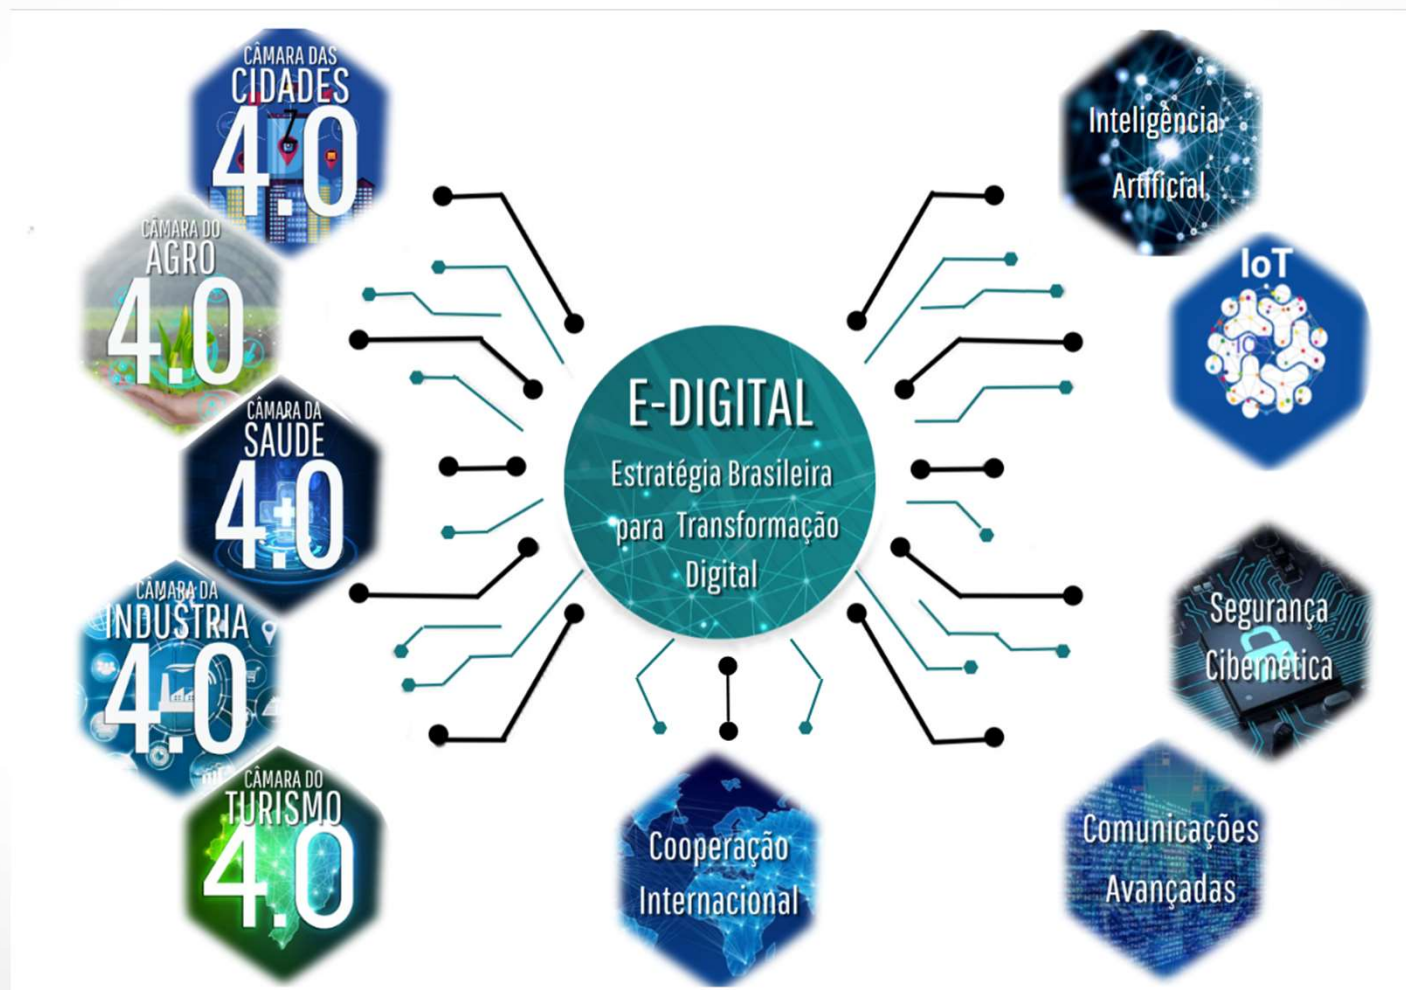 CÂMARA DAS
CIDADES
4.0
CÂMARA DO
AGRO
4.0
CÂMARA DA
SAÚDE
4.0
CÂMARA DA
INDÚSTRIA
4.0
CÂMARA DO
TURISMO
4.0
E-DIGITAL
Estratégia Brasileira
para Transformação
Digital
Cooperação
Internacional
Inteligência
Artificial
IoT
Segurança
Cibernética
Comunicações
Avançadas